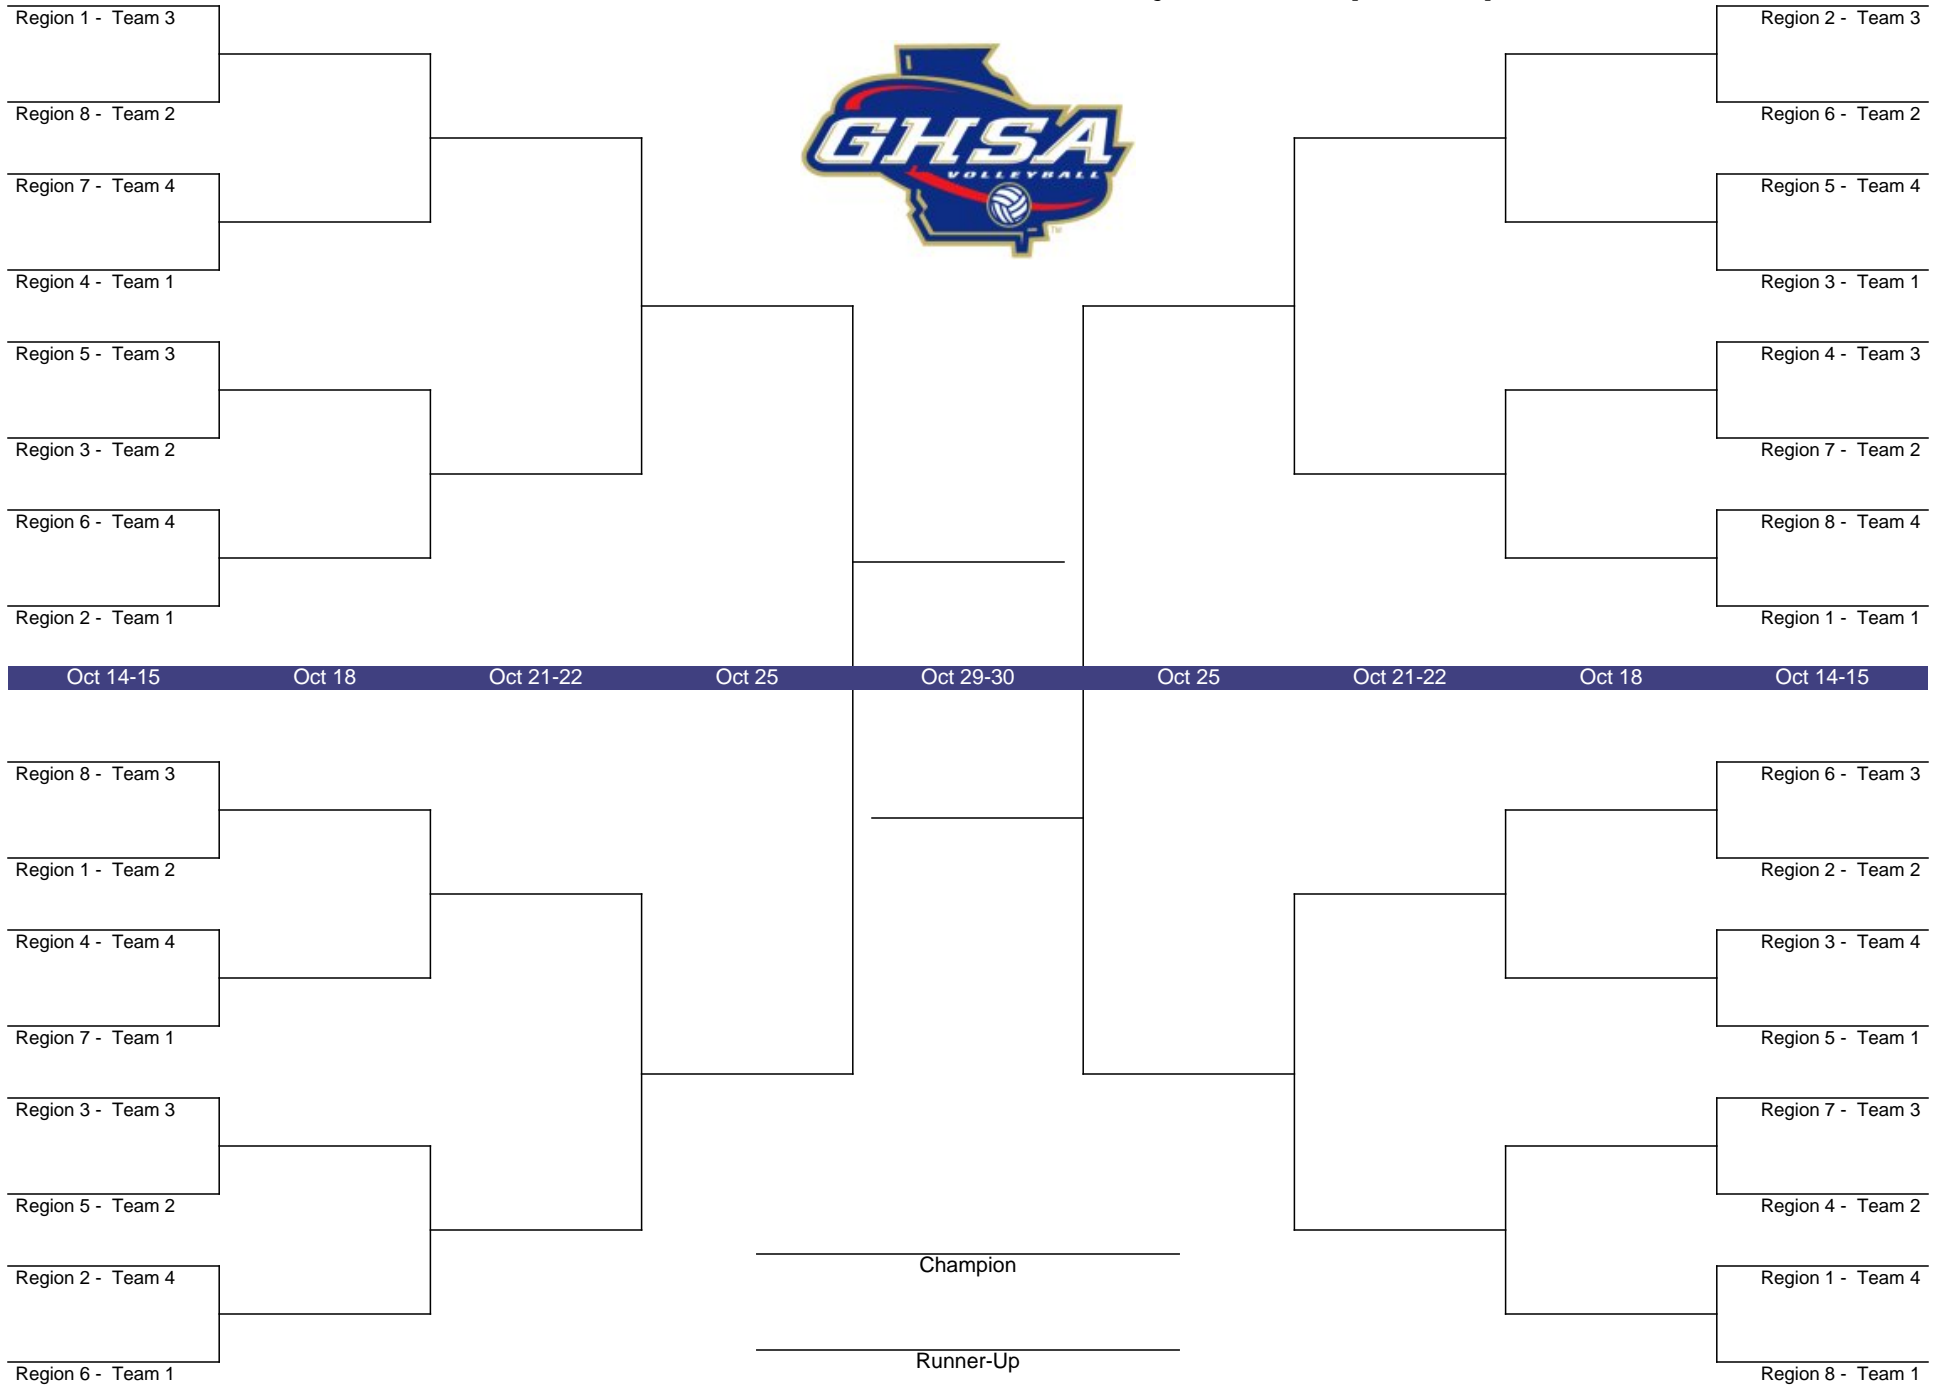 Region 1 - Team 3
Region 2 - Team 3
Region 8 - Team 2
Region 6 - Team 2
GHSA
VOLLEYBALL
TM
Region 7 - Team 4
Region 5 - Team 4
Region 4 - Team 1
Region 3 - Team 1
Region 5 - Team 3
Region 4 - Team 3
Region 3 - Team 2
Region 7 - Team 2
Region 6 - Team 4
Region 8 - Team 4
Region 2 - Team 1
Region 1 - Team 1
Oct 14-15 Oct 18 Oct 21-22 Oct 25 Oct 29-30 Oct 25 Oct 21-22 Oct 18 Oct 14-15
Region 8 - Team 3
Region 6 - Team 3
Region 1 - Team 2
Region 2 - Team 2
Region 4 - Team 4
Region 3 - Team 4
Region 7 - Team 1
Region 5 - Team 1
Region 3 - Team 3
Region 7 - Team 3
Region 5 - Team 2
Region 4 - Team 2
Champion
Region 2 - Team 4
Region 1 - Team 4
Runner-Up
Region 6 - Team 1
Region 8 - Team 1